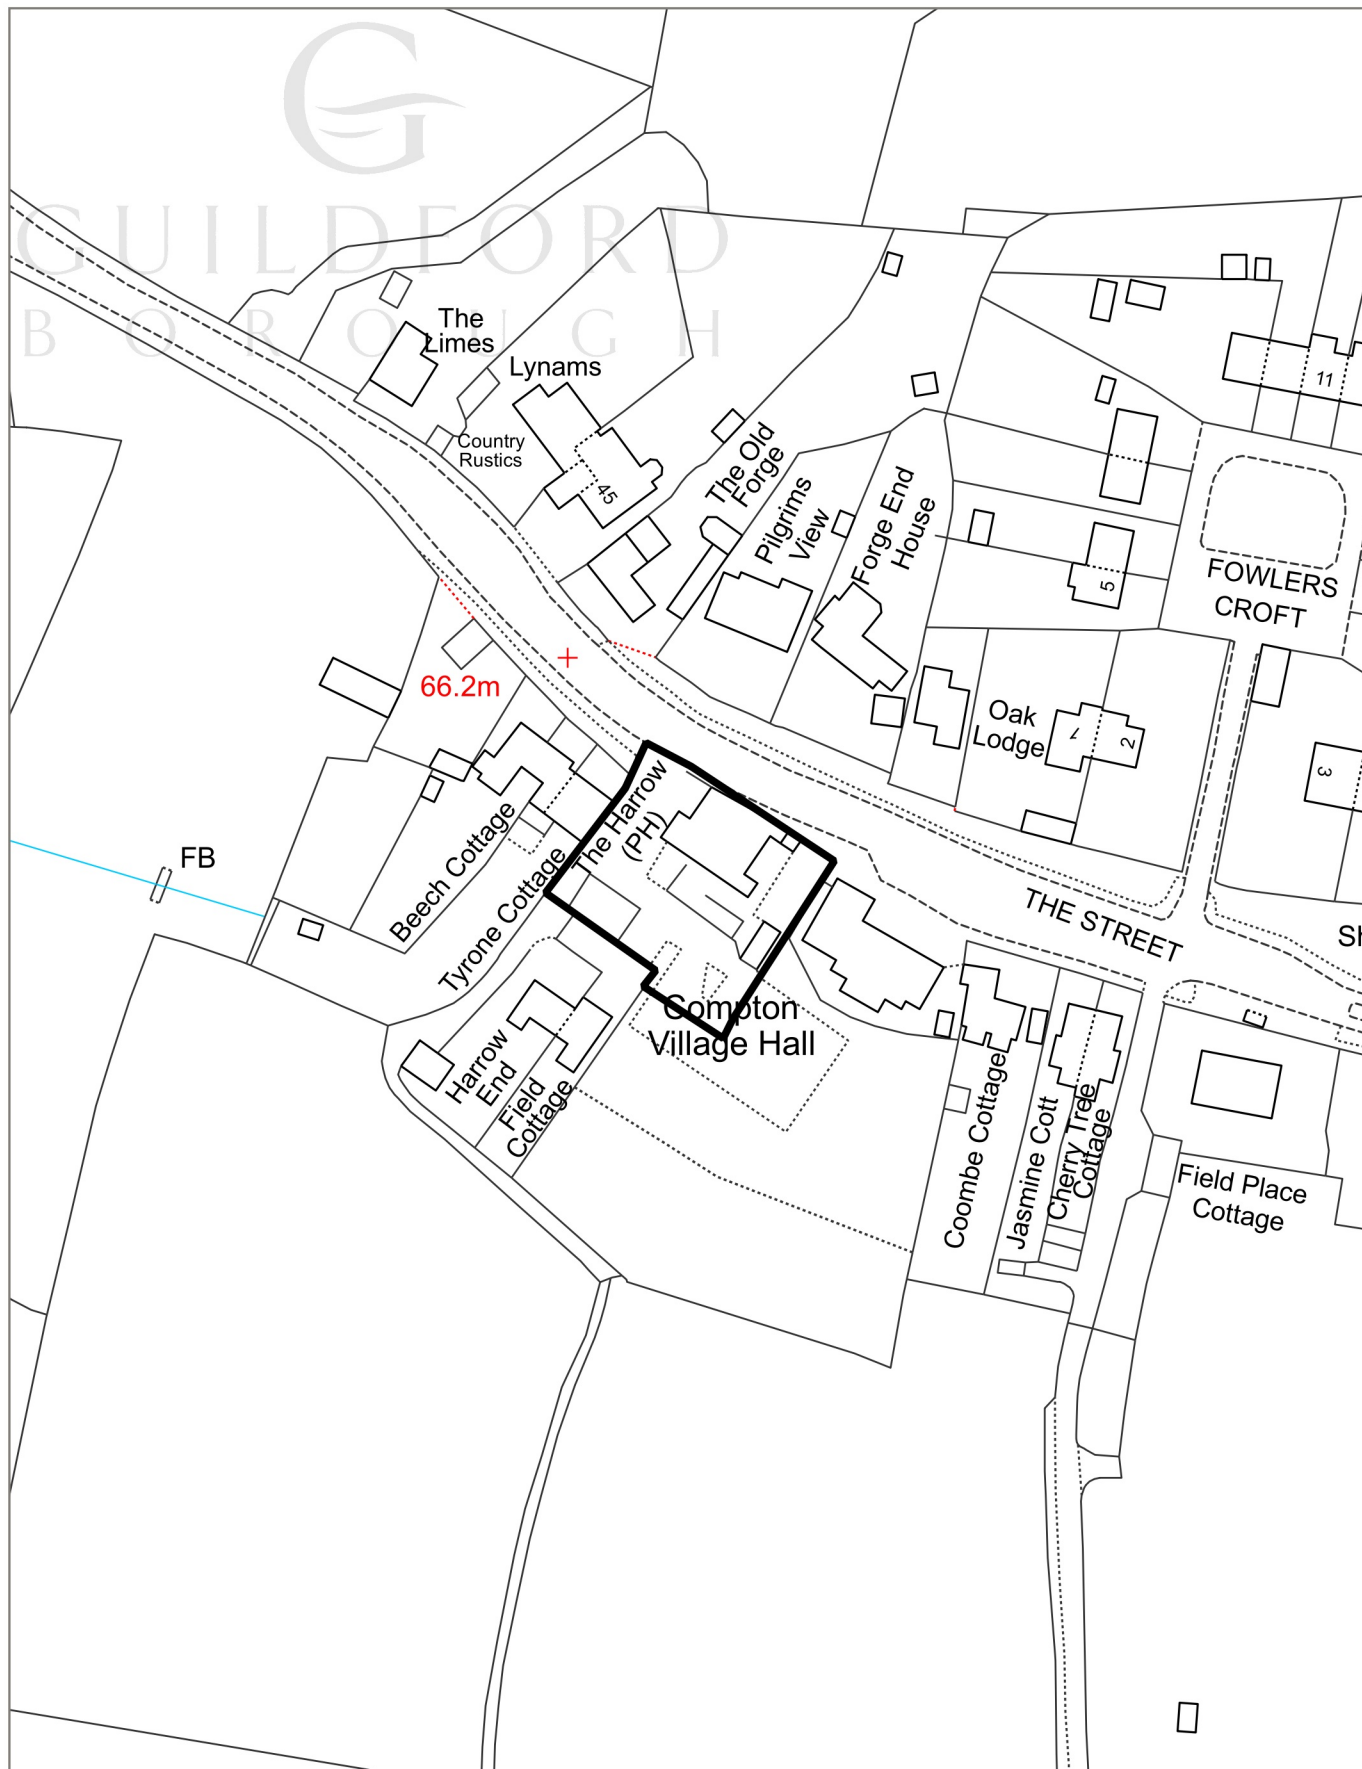 G
GUILDFORD
BOROUGH
The
Limes
Lynams
Country
Rustics
45
The Old
Forge
Pilgrims
View
Forge End
House
11
5
FOWLERS
CROFT
66.2m
Oak
Lodge
1
2
3
The Harrow
(PH)
FB
Beech Cottage
Tyrone Cottage
THE STREET
Sh
Compton
Village Hall
Harrow
End
Field
Cottage
Coombe Cottage
Jasmine Cott
Cherry Tree
Cottage
Field Place
Cottage